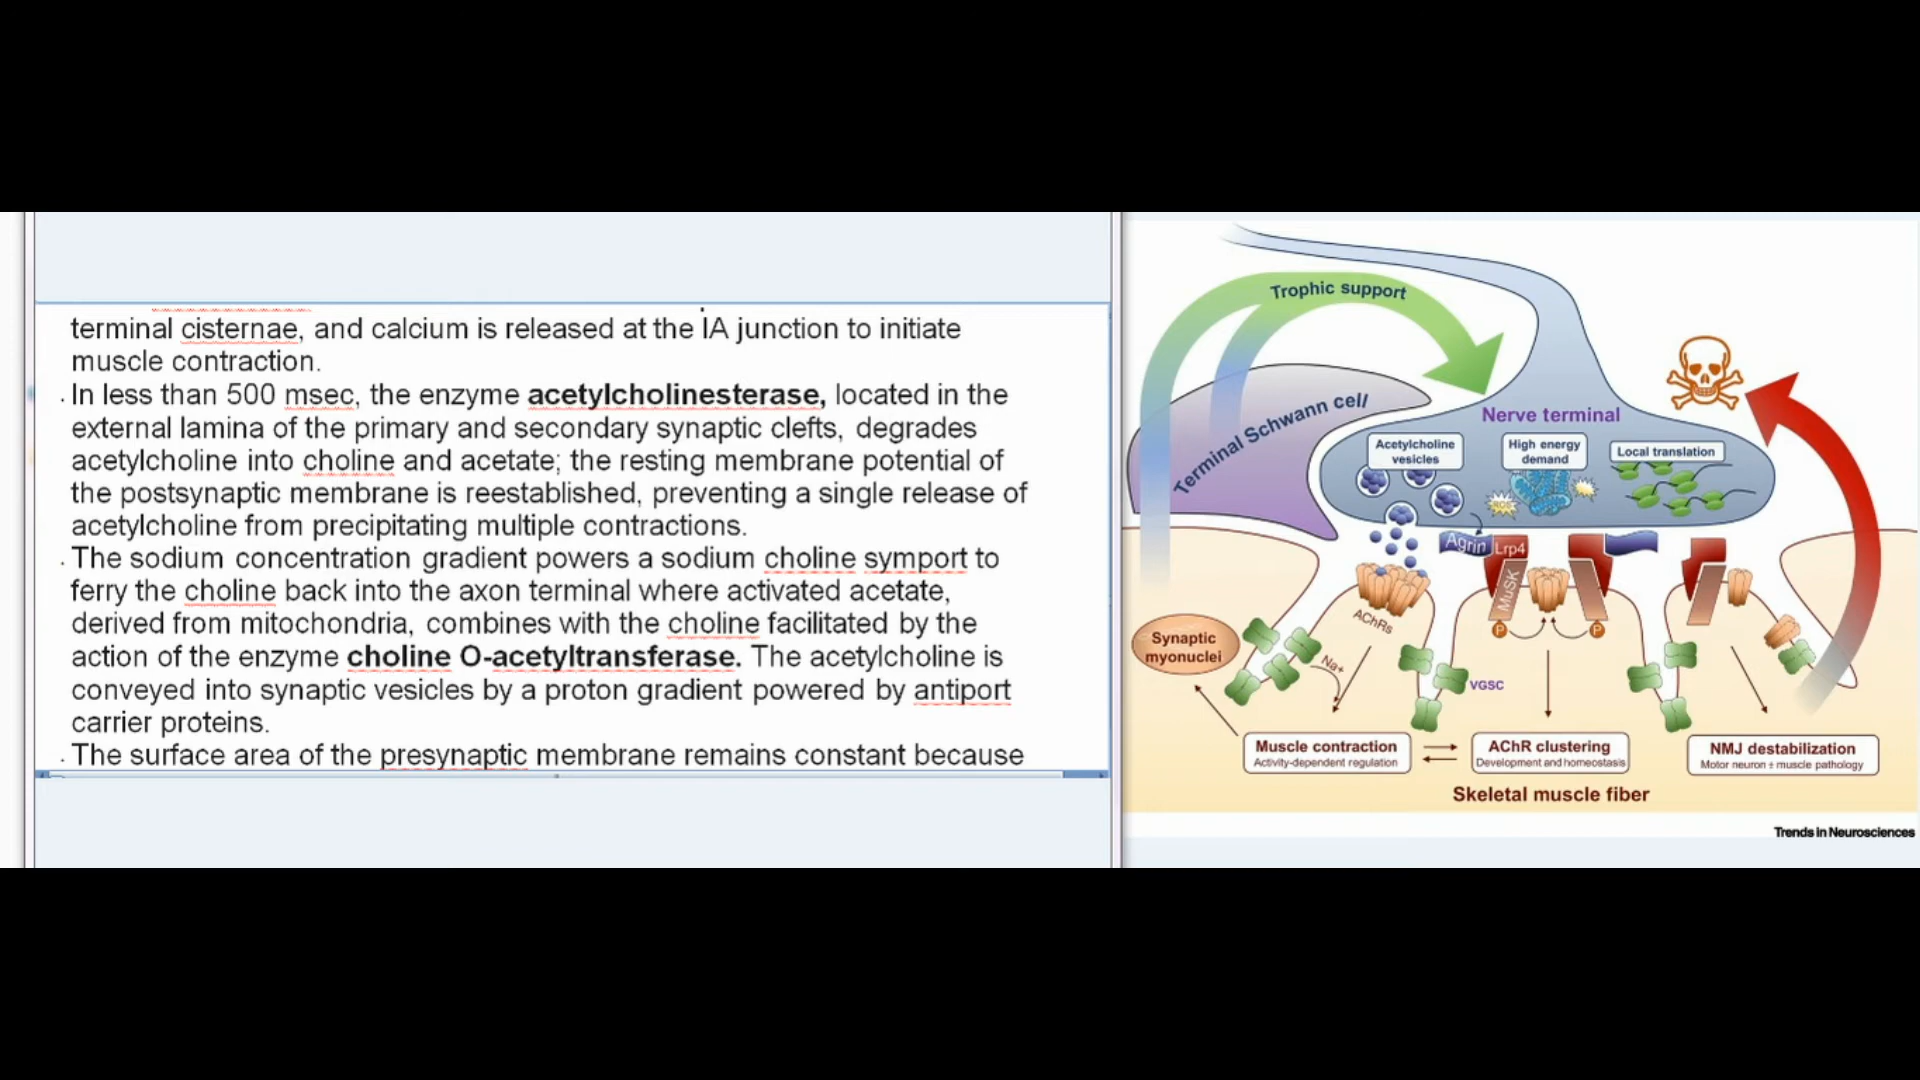 terminal cisternae, and calcium is released at the IA junction to initiate
muscle contraction.
. In less than 500 msec, the enzyme acetylcholinesterase, located in the
external lamina of the primary and secondary synaptic clefts, degrades
acetylcholine into choline and acetate; the resting membrane potential of
the postsynaptic membrane is reestablished, preventing a single release of
acetylcholine from precipitating multiple contractions.
. The sodium concentration gradient powers a sodium choline symport to
ferry the choline back into the axon terminal where activated acetate,
derived from mitochondria, combines with the choline facilitated by the
action of the enzyme choline O-acetyltransferase. The acetylcholine is
conveyed into synaptic vesicles by a proton gradient powered by antiport
carrier proteins.
. The surface area of the presynaptic membrane remains constant because
Trophic support
Terminal Schwann cell
Nerve terminal
Acetylcholine
vesicles
High energy
demand
Local translation
Agrin
Lrp4
MuSK
P
P
AChRs
Na+
VGSC
Synaptic
myonuclei
Muscle contraction
Activity-dependent regulation
AChR clustering
Development and homeostasis
NMJ destabilization
Motor neuron ± muscle pathology
Skeletal muscle fiber
Trends in Neurosciences